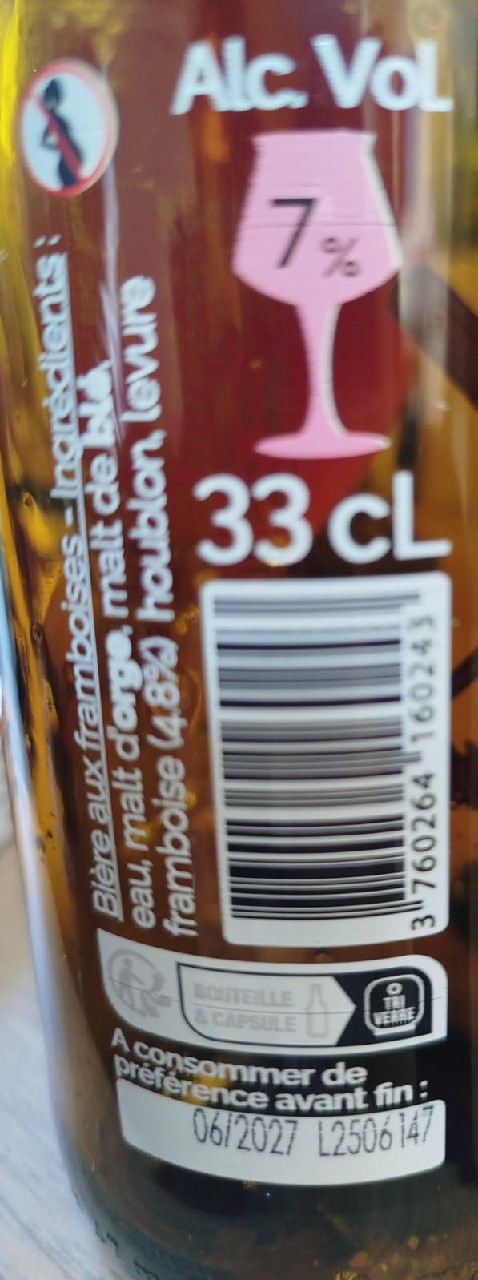 Alc. Vol.
7%
33 cL
Bière aux framboises - Ingrédients :
eau, malt d'orge, malt de blé,
framboise (4.8%) houblon, levure
3 760264 160243
BOUTEILLE
& CAPSULE
TRI
VERRE
A consommer de
préférence avant fin :
06/2027 L2506147